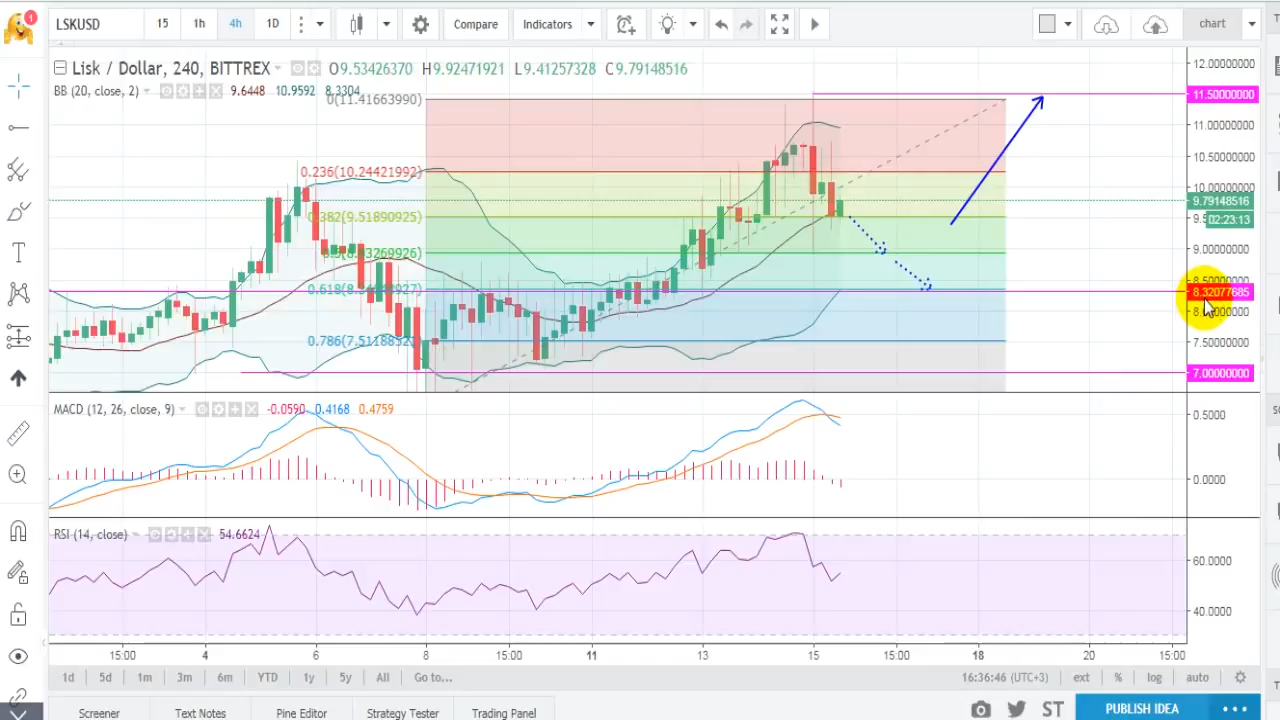 1
LSKUSD
15
1h
4h
1D
Compare
Indicators
chart
Lisk / Dollar, 240, BITTREX
O9.53426370 H9.92471921 L9.41257328 C9.79148516
BB (20, close, 2) 9.6448 10.9592 8.3304
0(11.41663990)
0.236(10.24421992)
0.382(9.51890925)
0.786(7.51188521)
12.00000000
11.50000000
11.00000000
10.50000000
10.00000000
9.79148516
02:23:13
9.00000000
8.32077685
7.50000000
7.00000000
MACD (12, 26, close, 9) -0.0590 0.4168 0.4759
0.5000
0.0000
RSI (14, close) 54.6624
60.0000
40.0000
15:00 4 6 8 15:00 11 13 15 15:00 18 20 15:00
1d 5d 1m 3m 6m YTD 1y 5y All Go to...
16:36:46 (UTC+3) ext % log auto
Screener Text Notes Pine Editor Strategy Tester Trading Panel
ST
PUBLISH IDEA